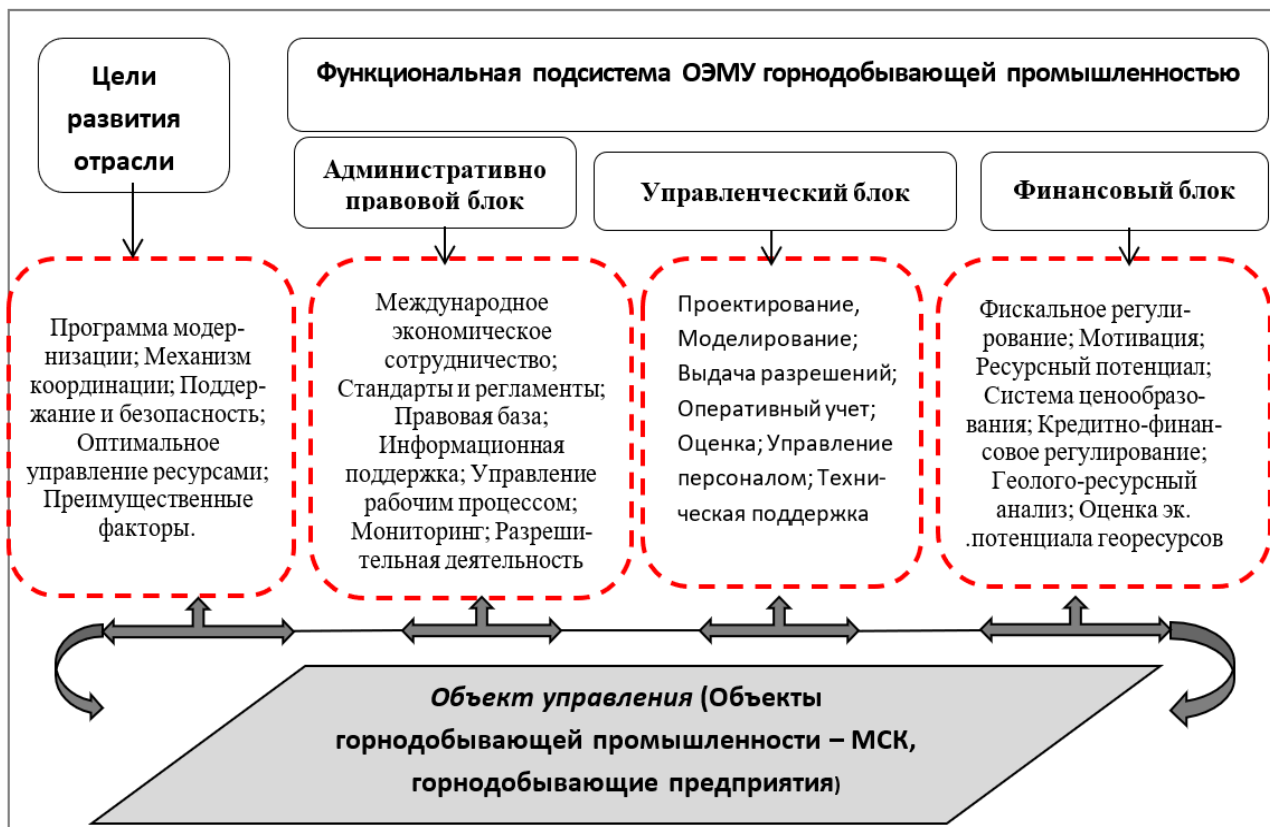 Цели
развития
отрасли
Функциональная подсистема ОЭМУ горнодобывающей промышленностью
Административно
правовой блок
Управленческий блок
Финансовый блок
Программа модер-
низации; Механизм
координации; Поддер-
жание и безопасность;
Оптимальное
управление ресурсами;
Преимущественные
факторы.
Международное
экономическое
сотрудничество;
Стандарты и регламенты;
Правовая база;
Информационная
поддержка; Управление
рабочим процессом;
Мониторинг; Разреши-
тельная деятельность
Проектирование,
Моделирование;
Выдача разрешений;
Оперативный учет;
Оценка; Управление
персоналом; Техни-
ческая поддержка
Фискальное регули-
рование; Мотивация;
Ресурсный потенциал;
Система ценообразо-
вания; Кредитно-финан-
совое регулирование;
Геолого-ресурсный
анализ; Оценка эк.
.потенциала георесурсов
Объект управления (Объекты
горнодобывающей промышленности – МСК,
горнодобывающие предприятия)